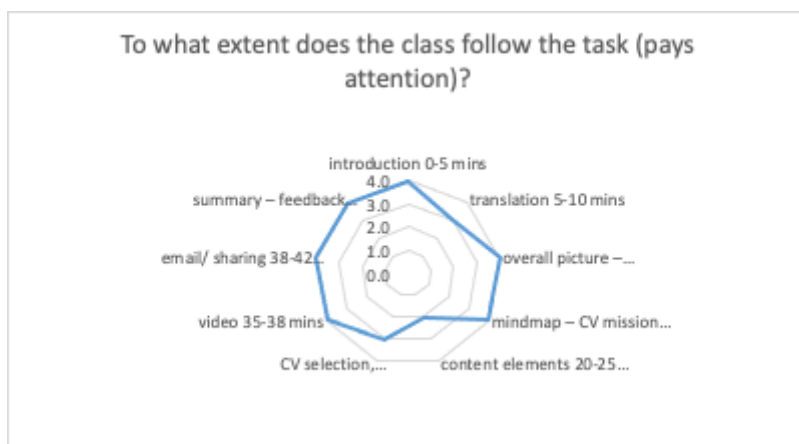 To what extent does the class follow the task (pays
attention)?
introduction 0-5 mins
4.0
summary – feedback...
3.0
translation 5-10 mins
2.0
email/ sharing 38-42...
1.0
overall picture –...
0.0
video 35-38 mins
mindmap – CV mission...
CV selection,...
content elements 20-25...